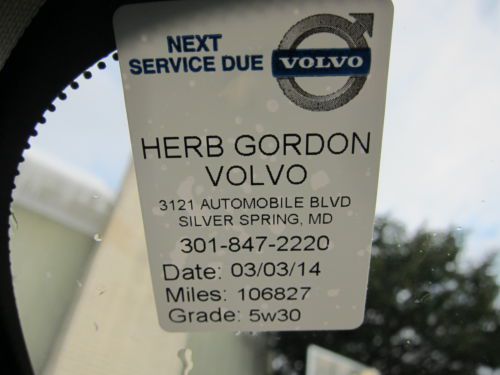 NEXT
SERVICE DUE
VOLVO
HERB GORDON
VOLVO
3121 AUTOMOBILE BLVD
SILVER SPRING, MD
301-847-2220
Date: 03/03/14
Miles: 106827
Grade: 5w30